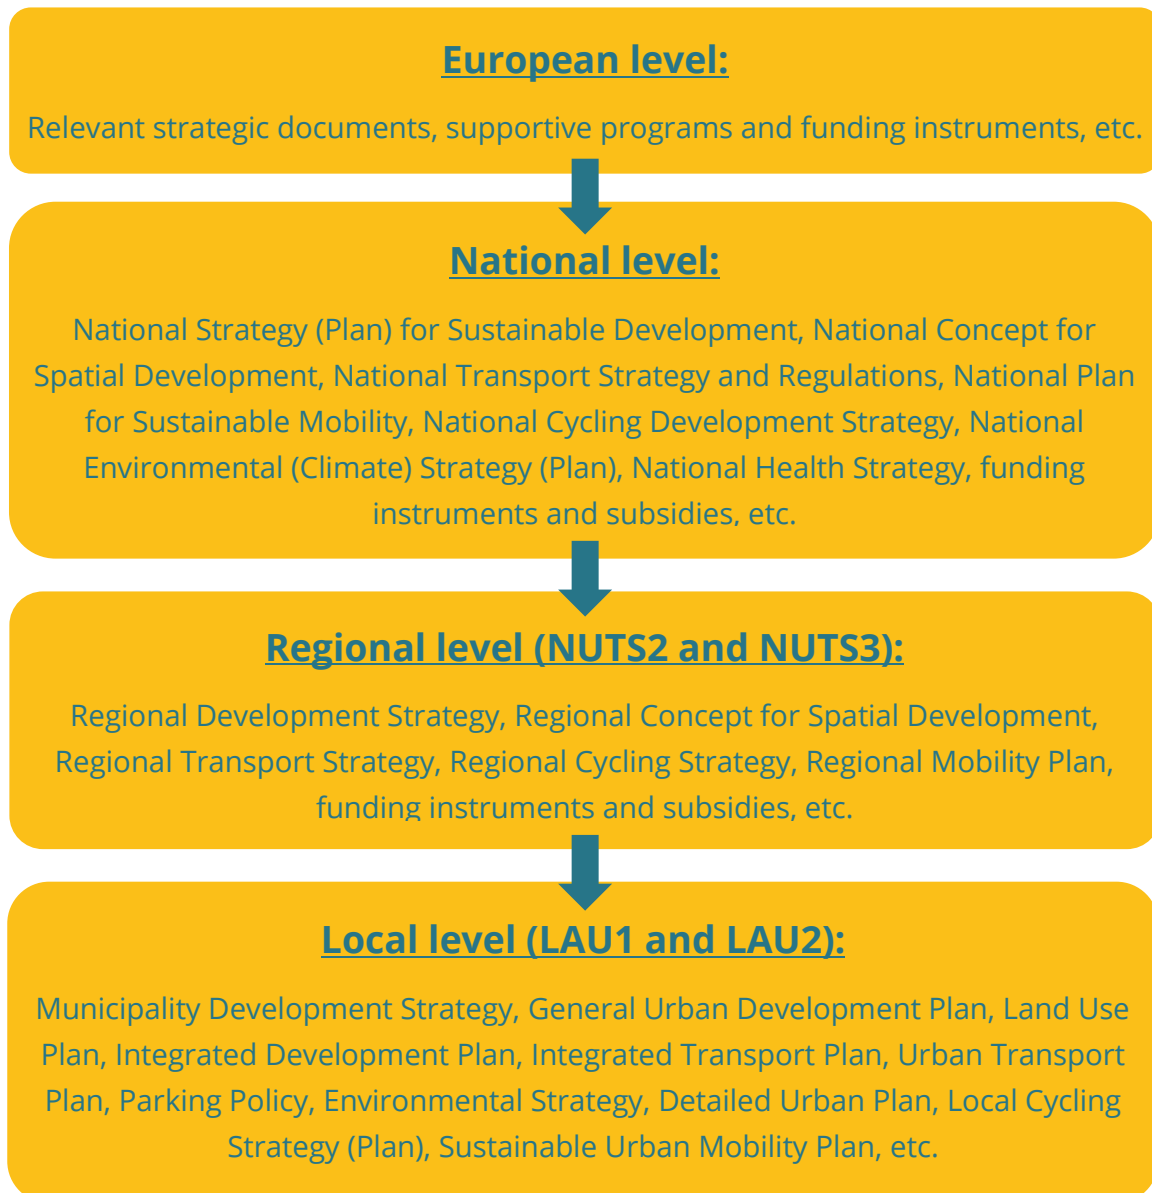 European level:
Relevant strategic documents, supportive programs and funding instruments, etc.
National level:
National Strategy (Plan) for Sustainable Development, National Concept for
Spatial Development, National Transport Strategy and Regulations, National Plan
for Sustainable Mobility, National Cycling Development Strategy, National
Environmental (Climate) Strategy (Plan), National Health Strategy, funding
instruments and subsidies, etc.
Regional level (NUTS2 and NUTS3):
Regional Development Strategy, Regional Concept for Spatial Development,
Regional Transport Strategy, Regional Cycling Strategy, Regional Mobility Plan,
funding instruments and subsidies, etc.
Local level (LAU1 and LAU2):
Municipality Development Strategy, General Urban Development Plan, Land Use
Plan, Integrated Development Plan, Integrated Transport Plan, Urban Transport
Plan, Parking Policy, Environmental Strategy, Detailed Urban Plan, Local Cycling
Strategy (Plan), Sustainable Urban Mobility Plan, etc.